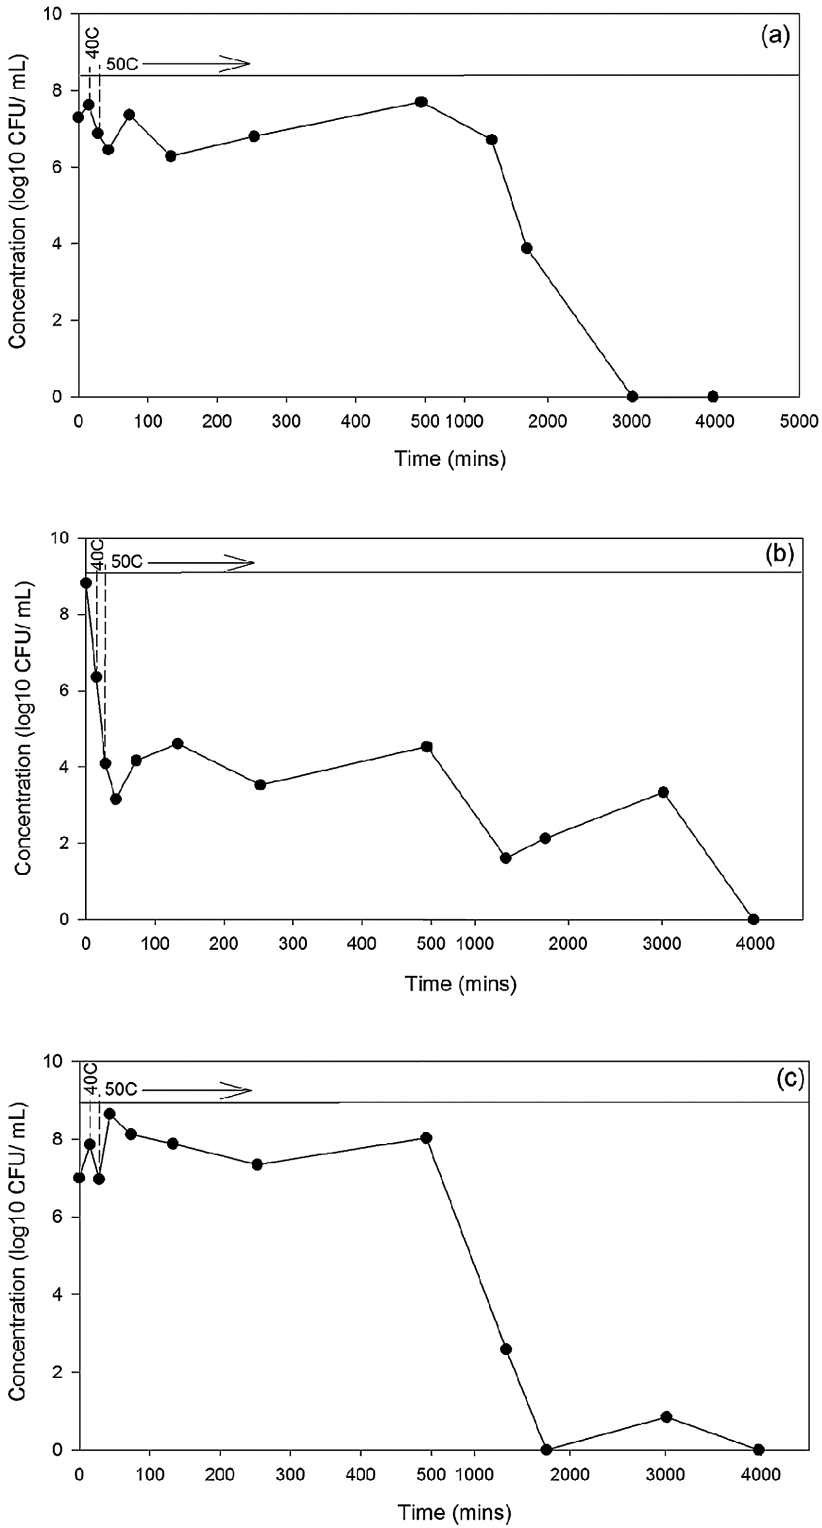 10
(a)
40C
50C
8
6
4
2
0
Concentration (log10 CFU/ mL)
0 100 200 300 400 500 1000 2000 3000 4000 5000
Time (mins)
10
(b)
40C
50C
8
6
4
2
0
Concentration (log10 CFU/ mL)
0 100 200 300 400 500 1000 2000 3000 4000
Time (mins)
10
(c)
40C
50C
8
6
4
2
0
Concentration (log10 CFU/ mL)
0 100 200 300 400 500 1000 2000 3000 4000
Time (mins)